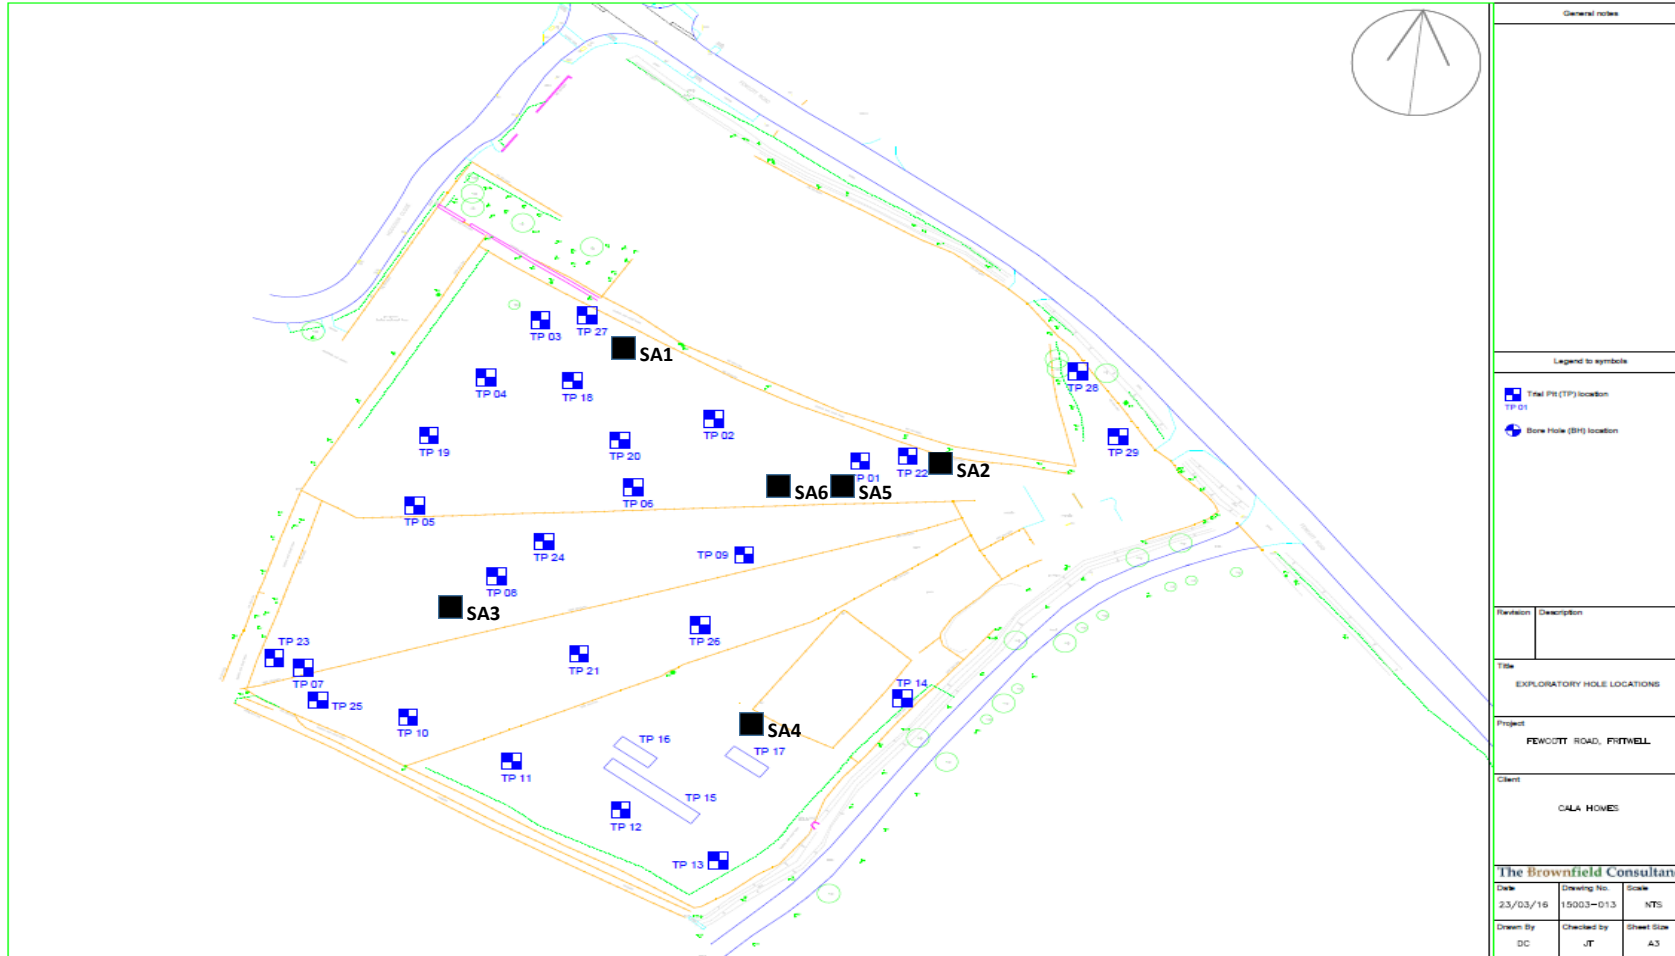 General notes
TP 03
TP 27
SA1
TP 04
TP 18
TP 28
TP 02
TP 19
TP 20
TP 29
TP 22
SA2
TP 01
SA6
SA5
TP 06
TP 05
TP 24
TP 09
TP 08
SA3
TP 26
TP 23
TP 21
TP 07
TP 14
TP 25
TP 10
SA4
TP 16
TP 17
TP 11
TP 15
TP 12
TP 13
Legend to symbols
Trial Pit (TP) location
TP 01
Bore Hole (BH) location
Revision Description
Title
EXPLORATORY HOLE LOCATIONS
Project
FEWCOTT ROAD, FRITWELL
Client
CALA HOMES
The Brownfield Consultan
Date Drawing No. Scale
23/03/16 15003-013 NTS
Drawn By Checked by Sheet Size
DC JT A3